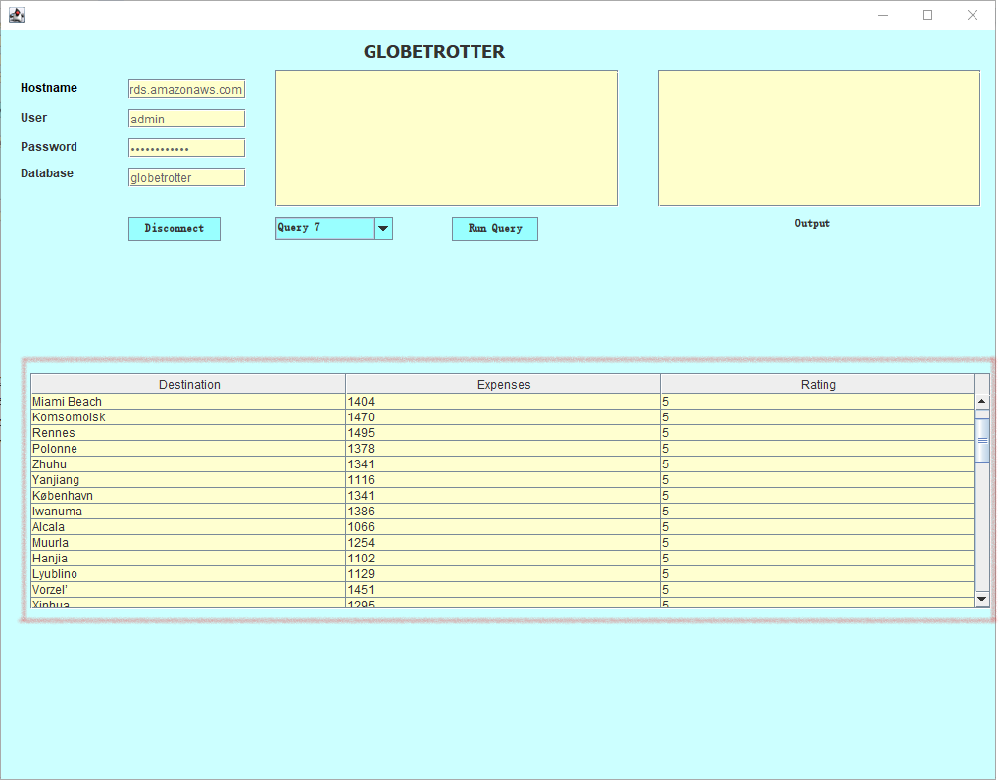 GLOBETROTTER
Hostname rds.amazonaws.com
User admin
Password ••••••••••••
Database globetrotter
Disconnect Query 7 Run Query Output
Destination Expenses Rating
Miami Beach 1404 5
Komsomolsk 1470 5
Rennes 1495 5
Polonne 1378 5
Zhuhu 1341 5
Yanjiang 1116 5
København 1341 5
Iwanuma 1386 5
Alcala 1066 5
Muurla 1254 5
Hanjia 1102 5
Lyublino 1129 5
Vorzel' 1451 5
Xinhua 1295 5